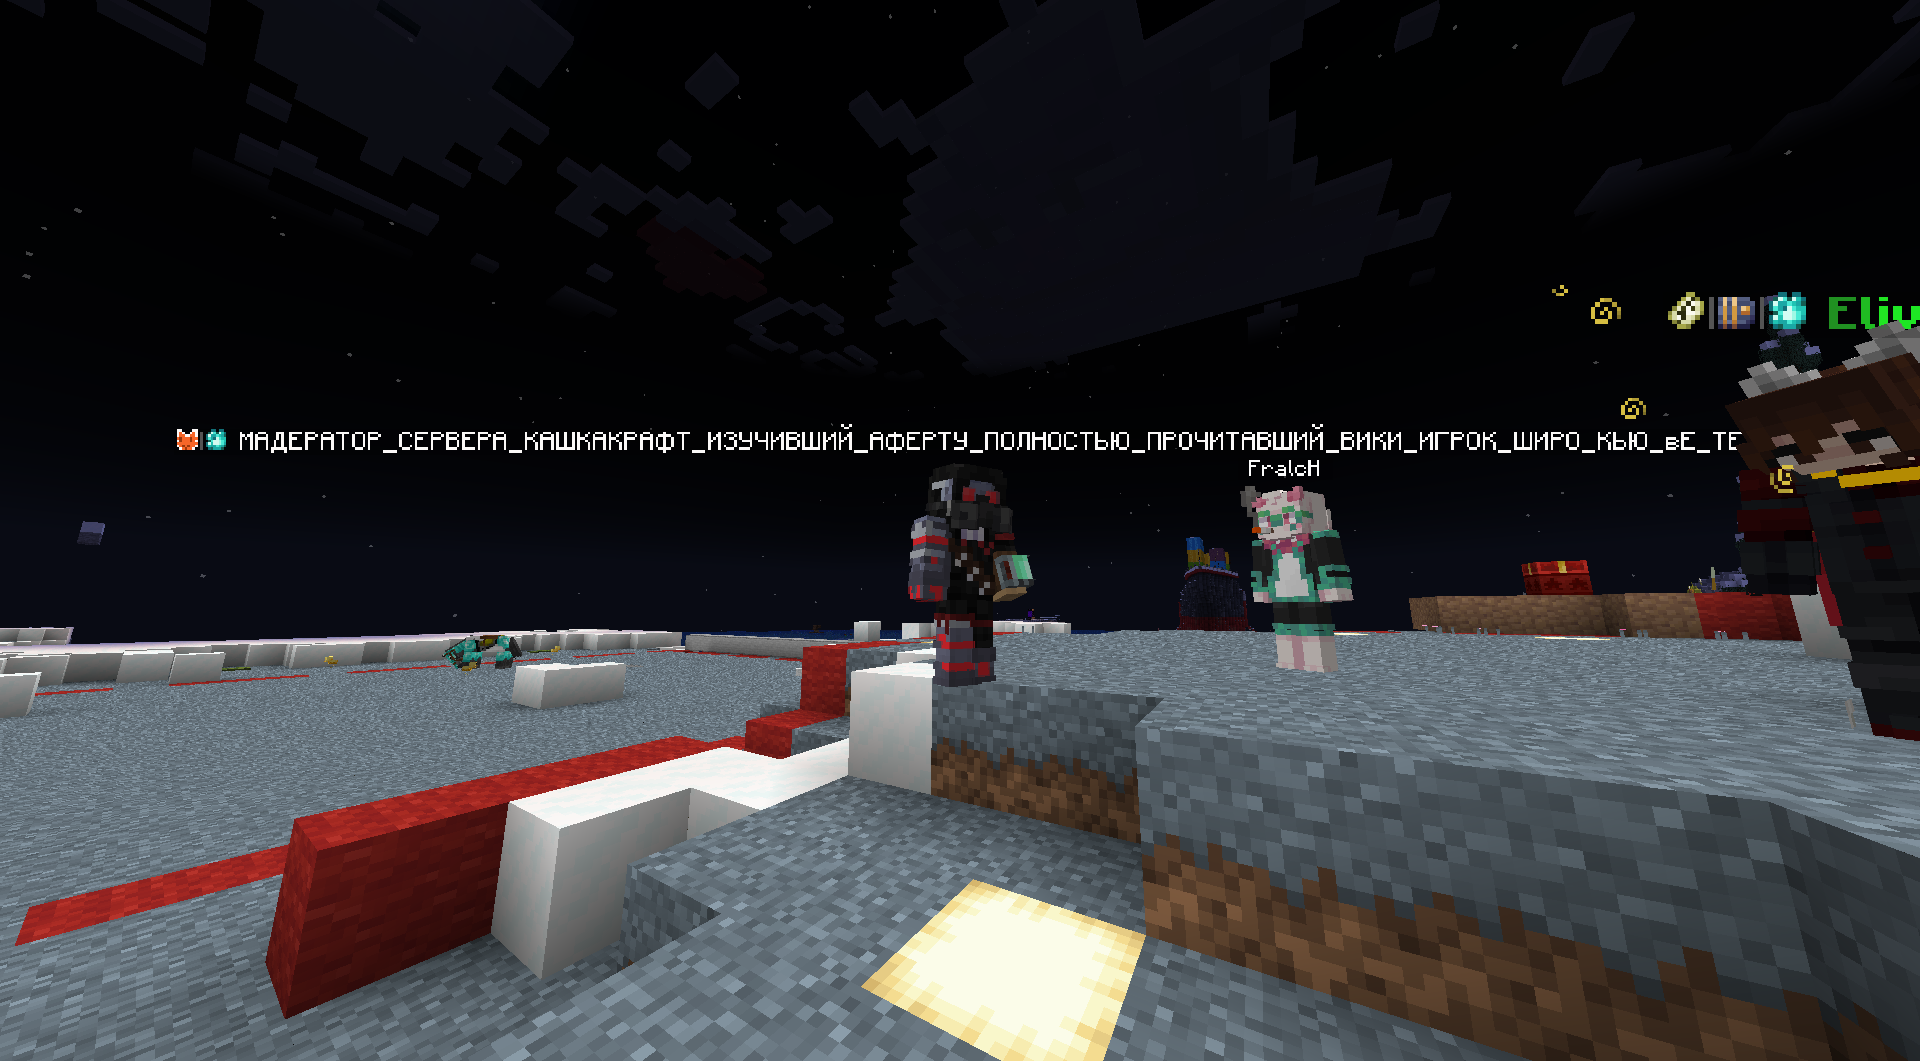 Eliv
МАДЕРАТОР_СЕРВЕРА_КАШКАКРАФТ_ИЗУЧИВШИЙ_АФЕРТУ_ПОЛНОСТЬЮ_ПРОЧИТАВШИЙ_ВИКИ_ИГРОК_ШИРО_КЬЮ_вЕ_ТЕ
FralcH